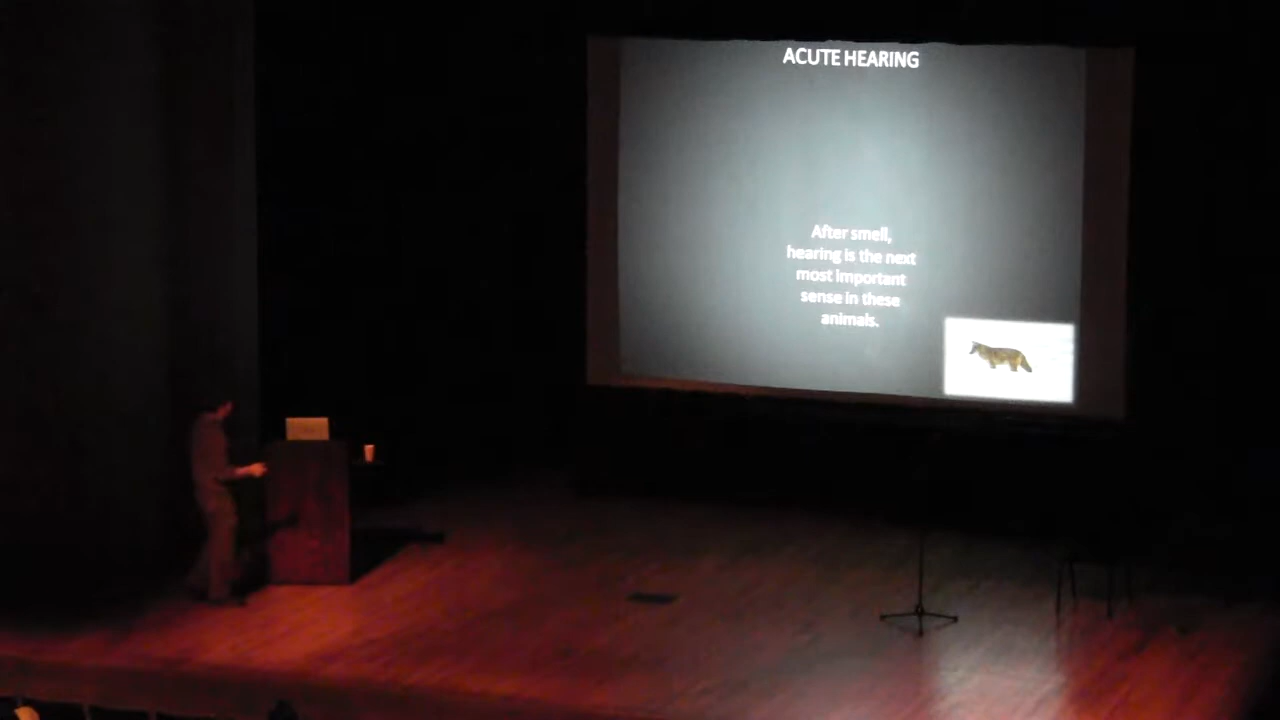 ACUTE HEARING
After smell,
hearing is the next
most important
sense in these
animals.